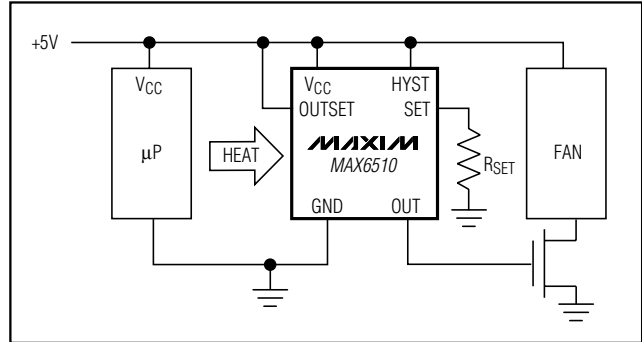 +5V
VCC
μP
HEAT
VCC
HYST
OUTSET
SET
MAXIM
MAX6510
GND
OUT
RSET
FAN